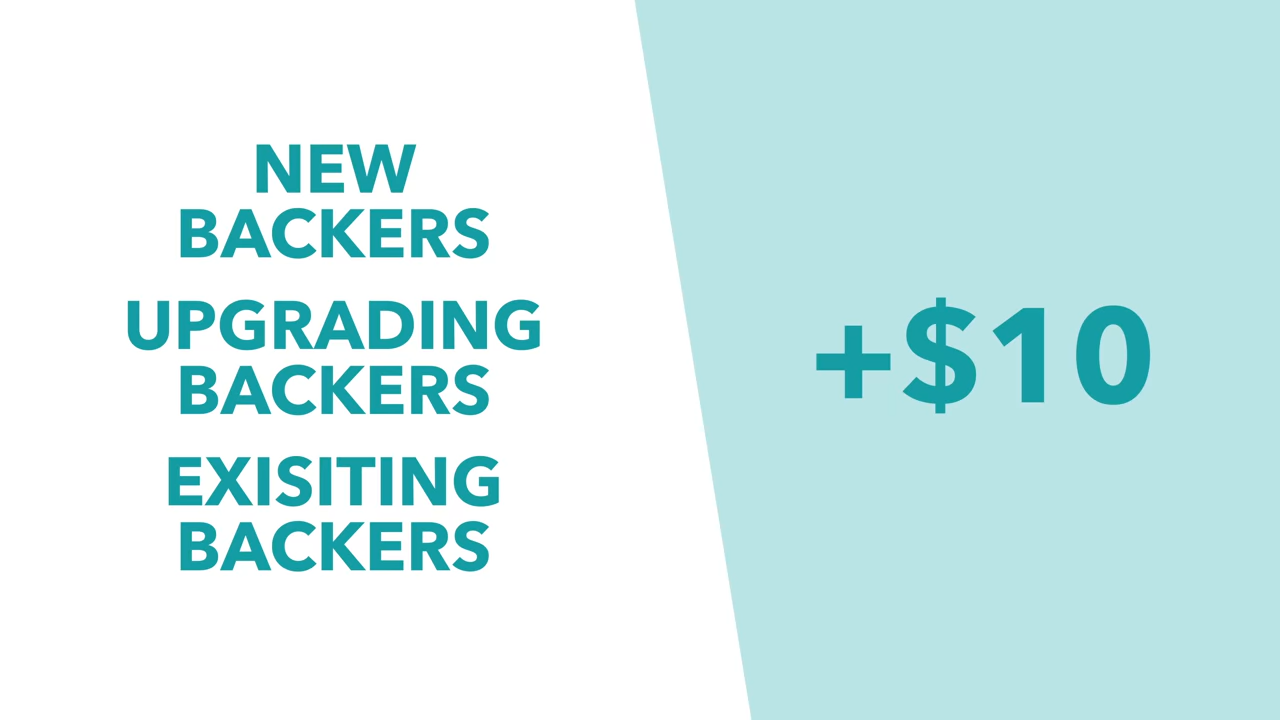 NEW
BACKERS
UPGRADING
BACKERS
EXISITING
BACKERS
+$10